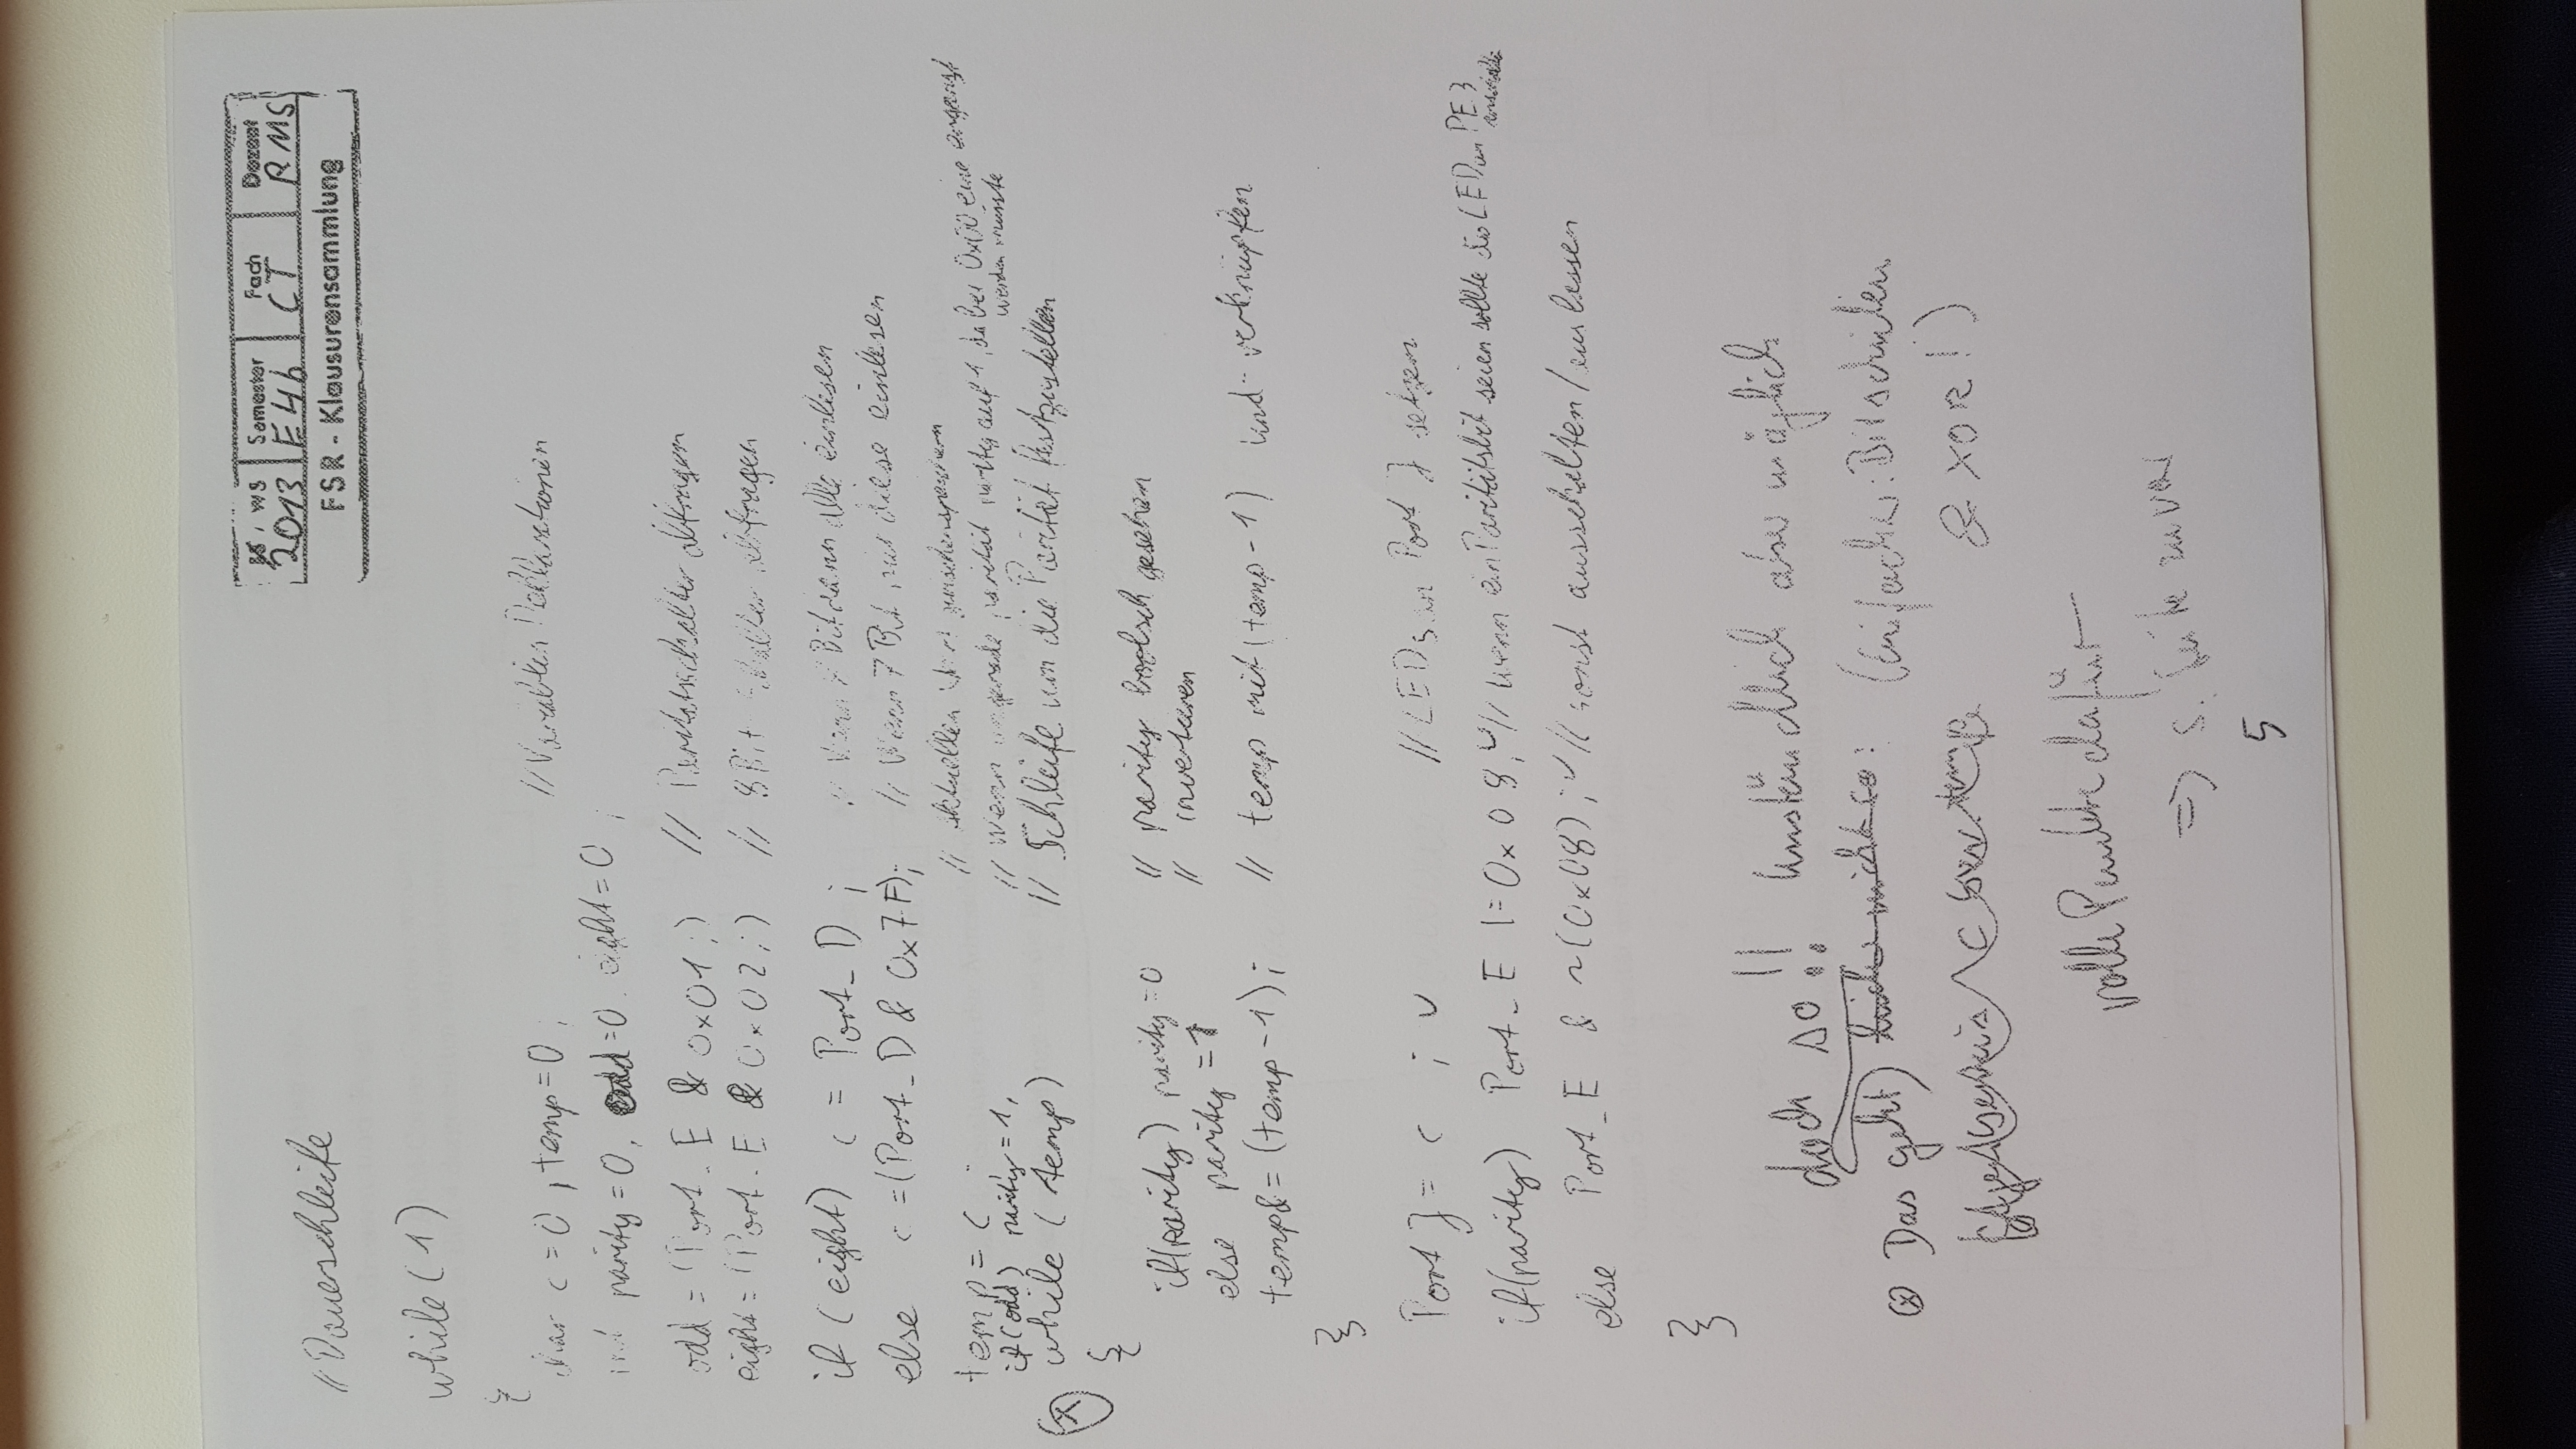 SS / WS Semester Fach Dozent
2013 E4b CT RMS
FSR - Klausurensammlung
// Dauerschleife
while (1)
{
char c = 0 , temp = 0 ; // Variablen Deklarationen
int parity = 0, odd = 0 . eight = 0 ;
odd = (Port_E & 0x01 ;) // Paritätsschalter abfragen
eight = (Port_E & 0x02 ;) // 8 Bit Schalter abfragen
if (eight) c = Port_D ; // Wenn 8 Bit dann alle einlesen
else c = (Port_D & 0x7F); // Wenn 7 Bit nur diese einlesen
temp = c ; // aktuellen Wert zwischenspeichern
if(odd) parity = 1, // Wenn ungerade parität parity auf 1, da bei 0x00 eine ergänzt werden müsste
(x) while ( temp) // Schleife um die Parität festzustellen
{
if(parity) parity = 0 // parity boolsch gesehen
else parity = 1 // invertieren
temp&= (temp - 1) ; // temp mit (temp - 1) und verknüpfen
}
Port J = c ; // LEDs an Port J setzen
if(parity) Port_E |= 0x08; // Wenn ein Paritätsbit seien sollte die LED an PE3 anschalten
else Port_E & ~(0x08) ; // sonst ausschalten / aus lassen
}
doch so!! Umständlich aber möglich
(x) Das geht) leider nicht so: (Einfacher: Bitschieben
& XOR!)
volle Punkte dafür
=> s. Seite zuvor
5